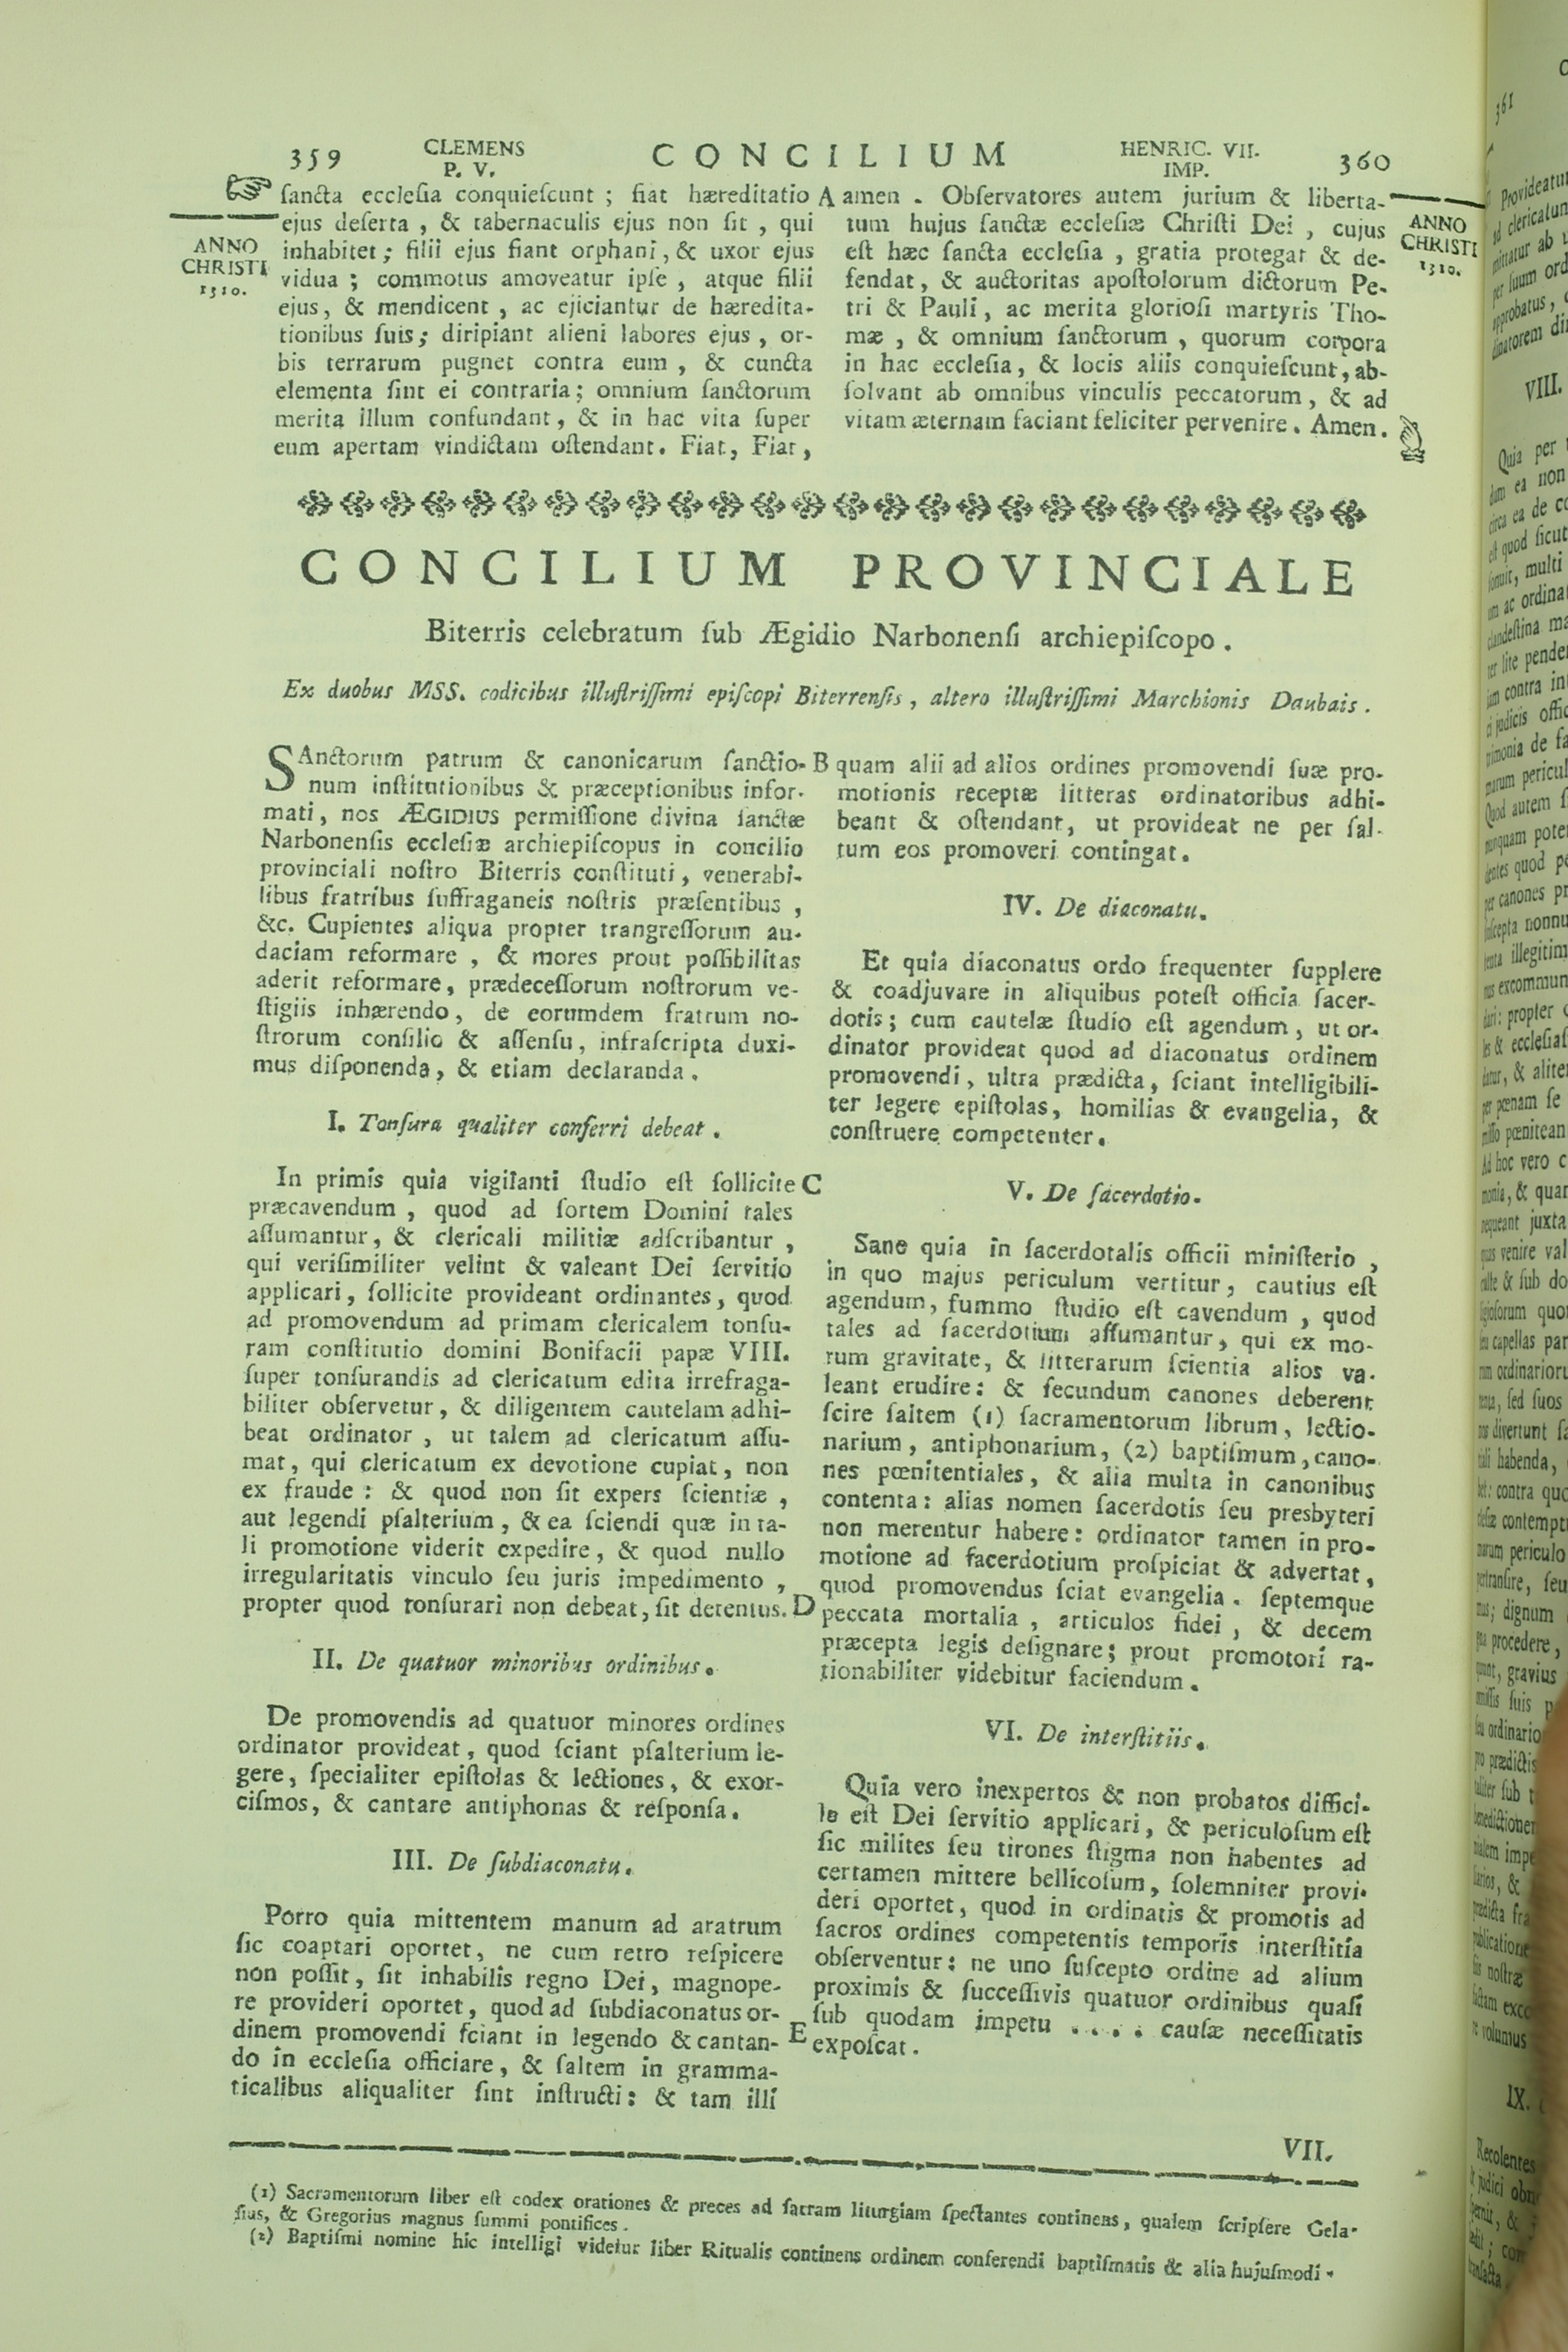 359 CLEMENS P. V. CONCILIUM HENRIC. VII. IMP. 360
ANNO
CHRISTI
1310.
ſancta eccleſia conquieſcunt ; fiat hæreditatio
ejus deſerta , & tabernaculis ejus non ſit , qui
inhabitet ; filii ejus fiant orphani, & uxor ejus
vidua ; commotus amoveatur ipſe , atque filii
ejus, & mendicent , ac ejiciantur de hæredita-
tionibus ſuis ; diripiant alieni labores ejus , or-
bis terrarum pugnet contra eum , & cuncta
elementa ſint ei contraria ; omnium ſanctorum
merita illum confundant , & in hac vita ſuper
eum apertam vindictam oſtendant. Fiat, Fiat,
A amen . Obſervatores autem jurium & liberta-
tum hujus ſanctæ eccleſiæ Chriſti Dei , cujus
eſt hæc ſancta eccleſia , gratia protegat & de-
fendat, & auctoritas apoſtolorum dictorum Pe-
tri & Pauli, ac merita glorioſi martyris Tho-
mæ , & omnium ſanctorum , quorum corpora
in hac eccleſia, & locis aliis conquieſcunt, ab-
ſolvant ab omnibus vinculis peccatorum, & ad
vitam æternam faciant feliciter pervenire. Amen.
ANNO
CHRISTI
1310.
CONCILIUM PROVINCIALE
Biterris celebratum ſub Ægidio Narbonenſi archiepiſcopo .
Ex duobus MSS. codicibus illuſtriſſimi epiſcopi Biterrenſis , altero illuſtriſſimi Marchionis Daubais .
SAnctorum patrum & canonicarum ſanctio-
num inſtitutionibus & præceptionibus infor-
mati, nos ÆGIDIUS permiſſione divina ſanctæ
Narbonenſis eccleſiæ archiepiſcopus in concilio
provinciali noſtro Biterris conſtituti, venerabi-
libus fratribus ſuffraganeis noſtris præſentibus ,
&c. Cupientes aliqua propter trangreſſorum au-
daciam reformare , & mores prout poſſibilitas
aderit reformare, prædeceſſorum noſtrorum ve-
ſtigiis inhærendo, de eorumdem fratrum no-
ſtrorum conſilio & aſſenſu, infraſcripta duxi-
mus diſponenda, & etiam declaranda .
I. Tonſura qualiter conferri debeat .
In primis quia vigilanti ſtudio eſt ſollicite
præcavendum , quod ad ſortem Domini tales
aſſumantur, & clericali militiæ adſcribantur ,
qui veriſimiliter velint & valeant Dei ſervitio
applicari, ſollicite provideant ordinantes, quod
ad promovendum ad primam clericalem tonſu-
ram conſtitutio domini Bonifacii papæ VIII.
ſuper tonſurandis ad clericatum edita irrefraga-
biliter obſervetur, & diligentem cautelam adhi-
beat ordinator , ut talem ad clericatum aſſu-
mat, qui clericatum ex devotione cupiat, non
ex fraude : & quod non ſit expers ſcientiæ ,
aut legendi pſalterium, & ea ſciendi quæ in ta-
li promotione viderit expedire, & quod nullo
irregularitatis vinculo ſeu juris impedimento ,
propter quod tonſurari non debeat, ſit detentus.
II. De quatuor minoribus ordinibus.
De promovendis ad quatuor minores ordines
ordinator provideat, quod ſciant pſalterium le-
gere, ſpecialiter epiſtolas & lectiones, & exor-
ciſmos, & cantare antiphonas & reſponſa.
III. De ſubdiaconatu.
Porro quia mittentem manum ad aratrum
ſic coaptari oportet, ne cum retro reſpicere
non poſſit, ſit inhabilis regno Dei, magnope-
re provideri oportet, quod ad ſubdiaconatus or-
dinem promovendi ſciant in legendo & cantan-
do in eccleſia officiare, & ſaltem in gramma-
ticalibus aliqualiter ſint inſtructi: & tam illi
B quam alii ad alios ordines promovendi ſuæ pro-
motionis receptæ litteras ordinatoribus adhi-
beant & oſtendant, ut provideat ne per ſal-
tum eos promoveri contingat.
IV. De diaconatu.
Et quia diaconatus ordo frequenter ſupplere
& coadjuvare in aliquibus poteſt officia ſacer-
dotis; cum cautelæ ſtudio eſt agendum, ut or-
dinator provideat quod ad diaconatus ordinem
promovendi, ultra prædicta, ſciant intelligibili-
ter legere epiſtolas, homilias & evangelia, &
conſtruere competenter.
C
V. De ſacerdotio.
Sane quia in ſacerdotalis officii miniſterio ,
in quo majus periculum vertitur, cautius eſt
agendum, ſummo ſtudio eſt cavendum , quod
tales ad ſacerdotium aſſumantur, qui ex mo-
rum gravitate, & litterarum ſcientia alios va-
leant erudire: & ſecundum canones deberent
ſcire ſaltem (1) ſacramentorum librum, lectio-
narium, antiphonarium, (2) baptiſmum, cano-
nes pœnitentiales, & alia multa in canonibus
contenta: alias nomen ſacerdotis ſeu presbyteri
non merentur habere: ordinator tamen in pro-
motione ad ſacerdotium proſpiciat & advertat,
quod promovendus ſciat evangelia . ſeptemque
D peccata mortalia , articulos fidei , & decem
præcepta legis deſignare; prout promotori ra-
tionabiliter videbitur faciendum .
VI. De interſtitiis.
Quia vero inexpertos & non probatos diffici-
le eſt Dei ſervitio applicari, & periculoſum eſt
ſic milites ſeu tirones ſtigma non habentes ad
certamen mittere bellicoſum, ſolemniter provi-
deri oportet, quod in ordinatis & promotis ad
ſacros ordines competentis temporis interſtitia
obſerventur: ne uno ſuſcepto ordine ad alium
proximis & ſucceſſivis quatuor ordinibus quaſi
ſub quodam impetu . . . . cauſæ neceſſitatis
E expoſcat.
VII.
(1) Sacramentorum liber eſt codex orationes & preces ad ſacram liturgiam ſpectantes continens, qualem ſcripſere Gela-
ſius, & Gregorius magnus ſummi pontifices .
(2) Baptiſmi nomine hic intelligi videtur liber Ritualis continens ordinem conferendi baptiſmatis & alia hujuſmodi.
361
Provideatur
VIII.
Quia per
IX.
Recolentes